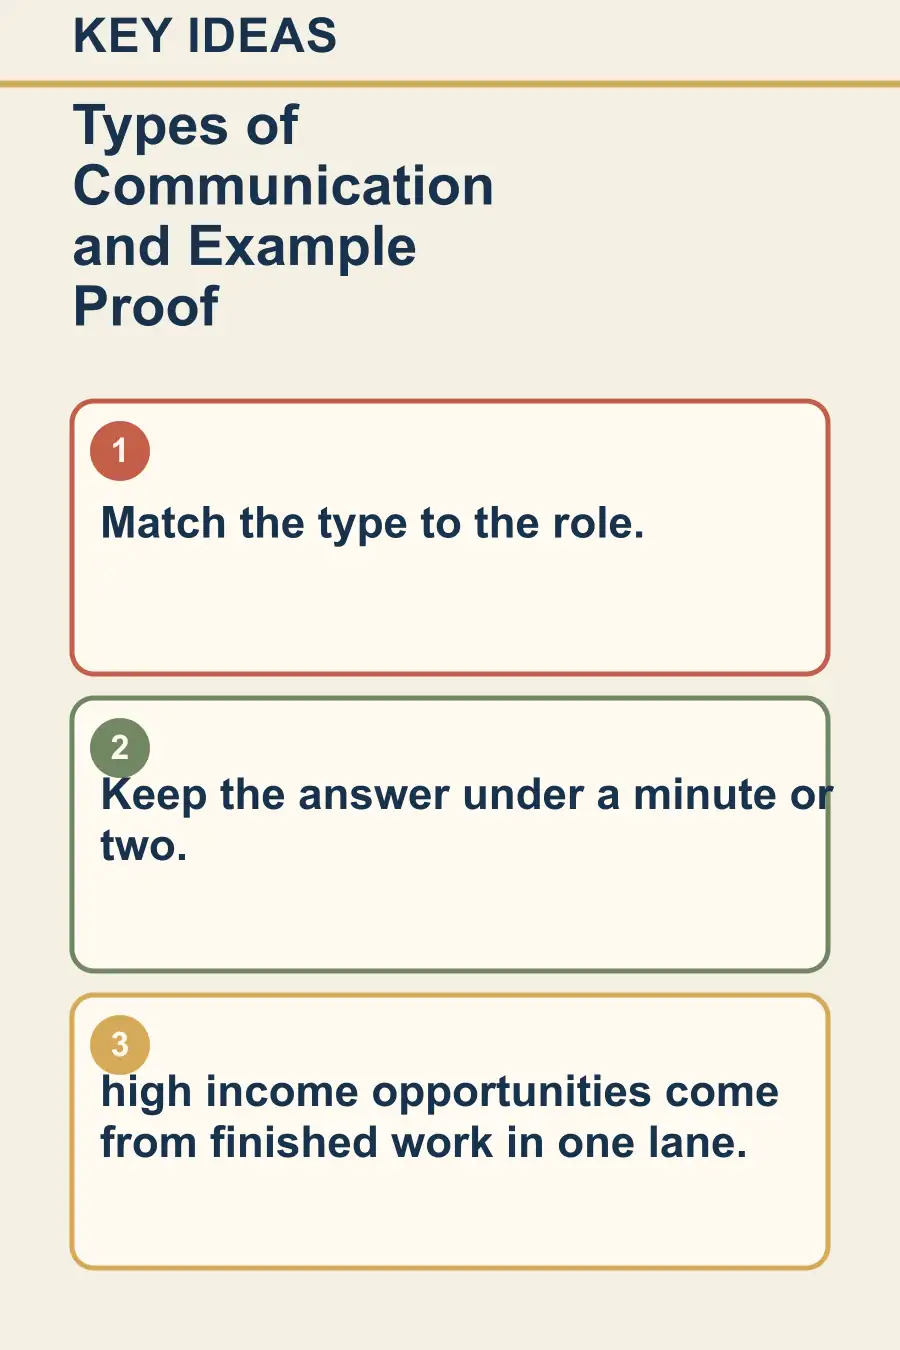 KEY IDEAS
Types of
Communication
and Example
Proof
1
Match the type to the role.
2
Keep the answer under a minute or
two.
3
high income opportunities come
from finished work in one lane.